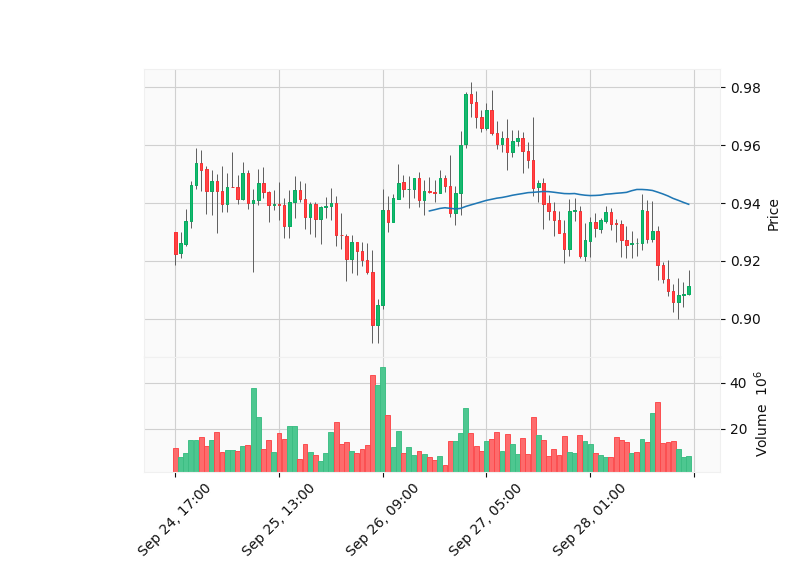 0.98
0.96
0.94
0.92
0.90
Price
40
20
Volume 10^6
Sep 24, 17:00
Sep 25, 13:00
Sep 26, 09:00
Sep 27, 05:00
Sep 28, 01:00